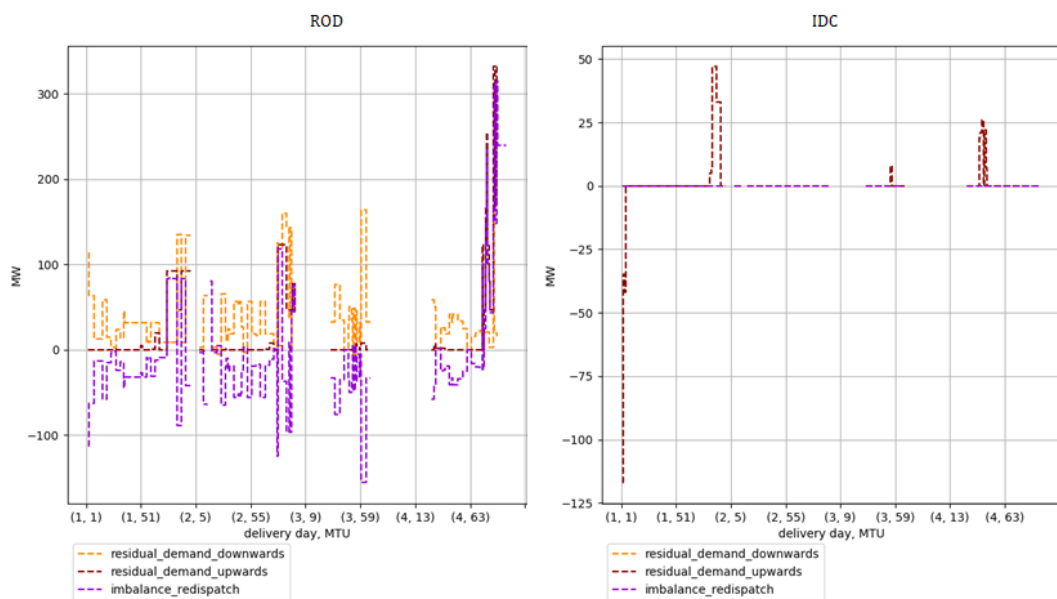 ROD
IDC
MW
300
200
100
0
−100
(1, 1)
(1, 51)
(2, 5)
(2, 55)
(3, 9)
(3, 59)
(4, 13)
(4, 63)
delivery day, MTU
residual_demand_downwards
residual_demand_upwards
imbalance_redispatch
MW
50
25
0
−25
−50
−75
−100
−125
(1, 1)
(1, 51)
(2, 5)
(2, 55)
(3, 9)
(3, 59)
(4, 13)
(4, 63)
delivery day, MTU
residual_demand_downwards
residual_demand_upwards
imbalance_redispatch